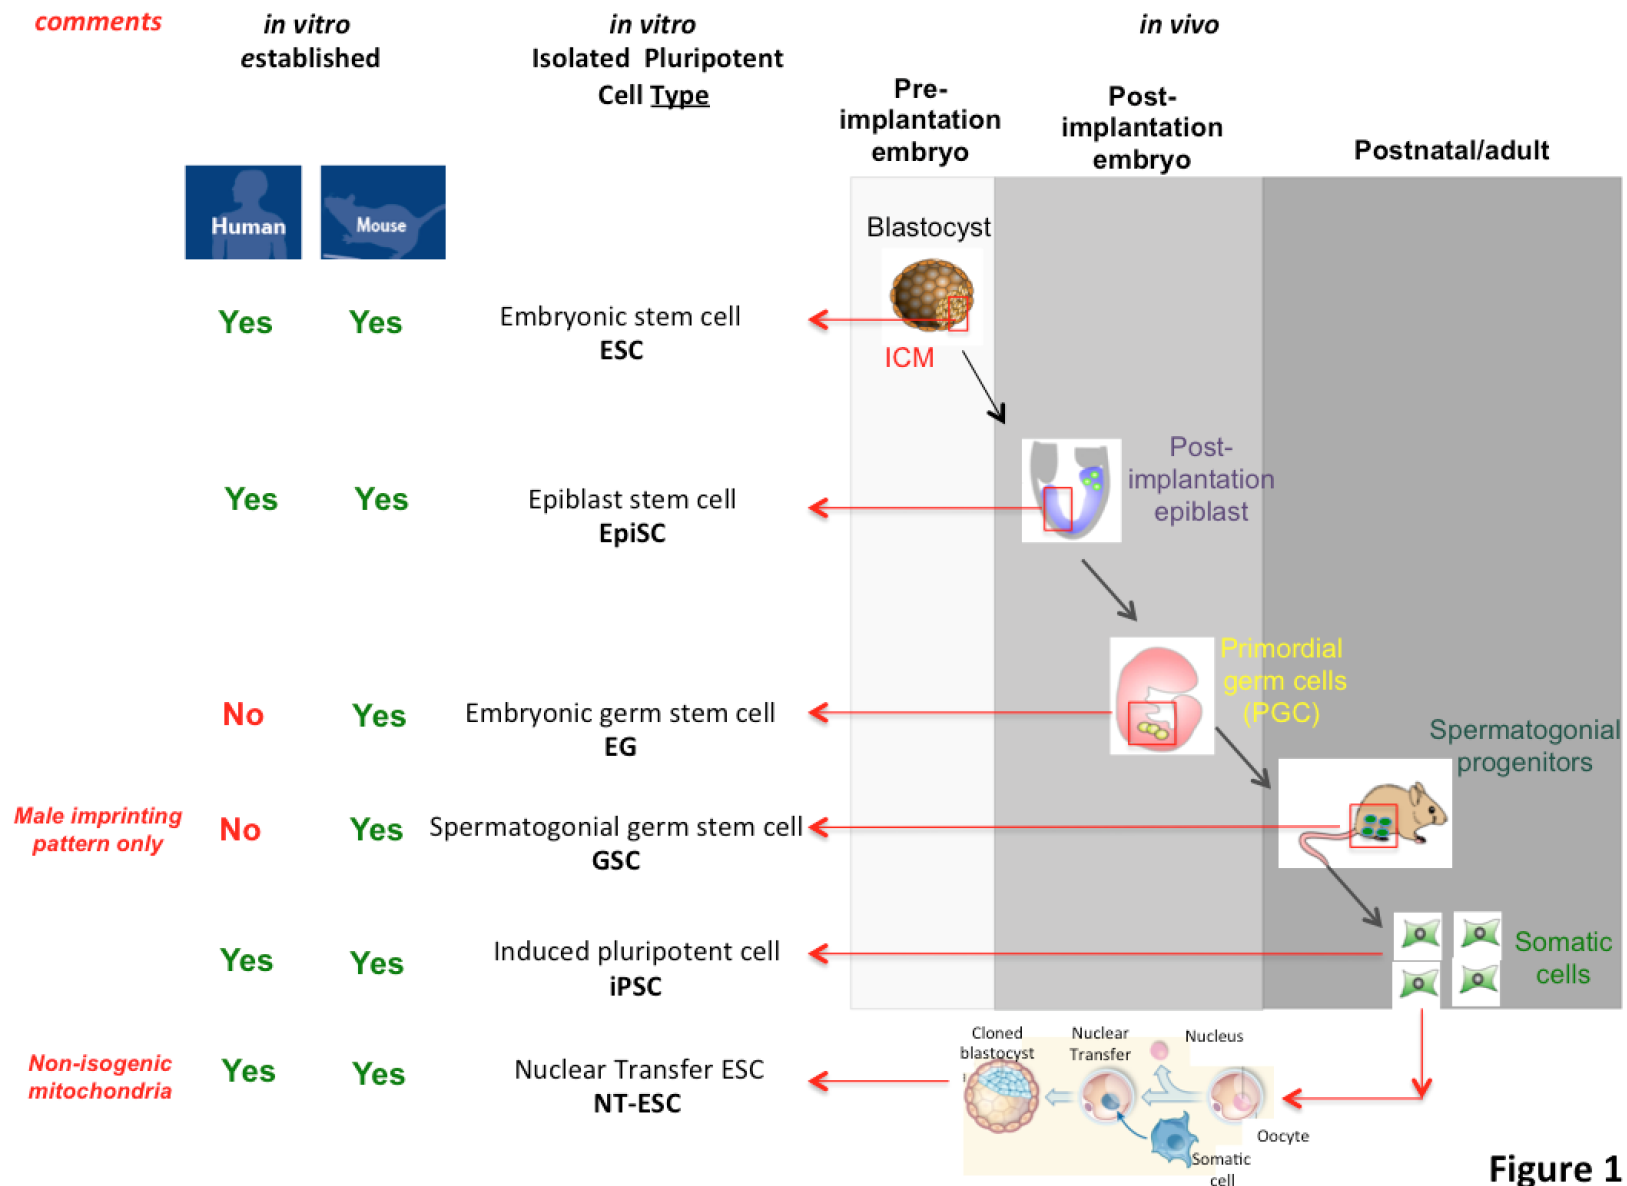 comments
in vitro
established
in vitro
Isolated Pluripotent
Cell Type
in vivo
Pre-
implantation
embryo
Post-
implantation
embryo
Postnatal/adult
Human
Mouse
Blastocyst
ICM
Yes
Yes
Embryonic stem cell
ESC
Post-
implantation
epiblast
Yes
Yes
Epiblast stem cell
EpiSC
Primordial
germ cells
(PGC)
No
Yes
Embryonic germ stem cell
EG
Spermatogonial
progenitors
Male imprinting
pattern only
No
Yes
Spermatogonial germ stem cell
GSC
Somatic
cells
Yes
Yes
Induced pluripotent cell
iPSC
Non-isogenic
mitochondria
Yes
Yes
Nuclear Transfer ESC
NT-ESC
Cloned
blastocyst
Nuclear
Transfer
Nucleus
Oocyte
Somatic
cell
Figure 1